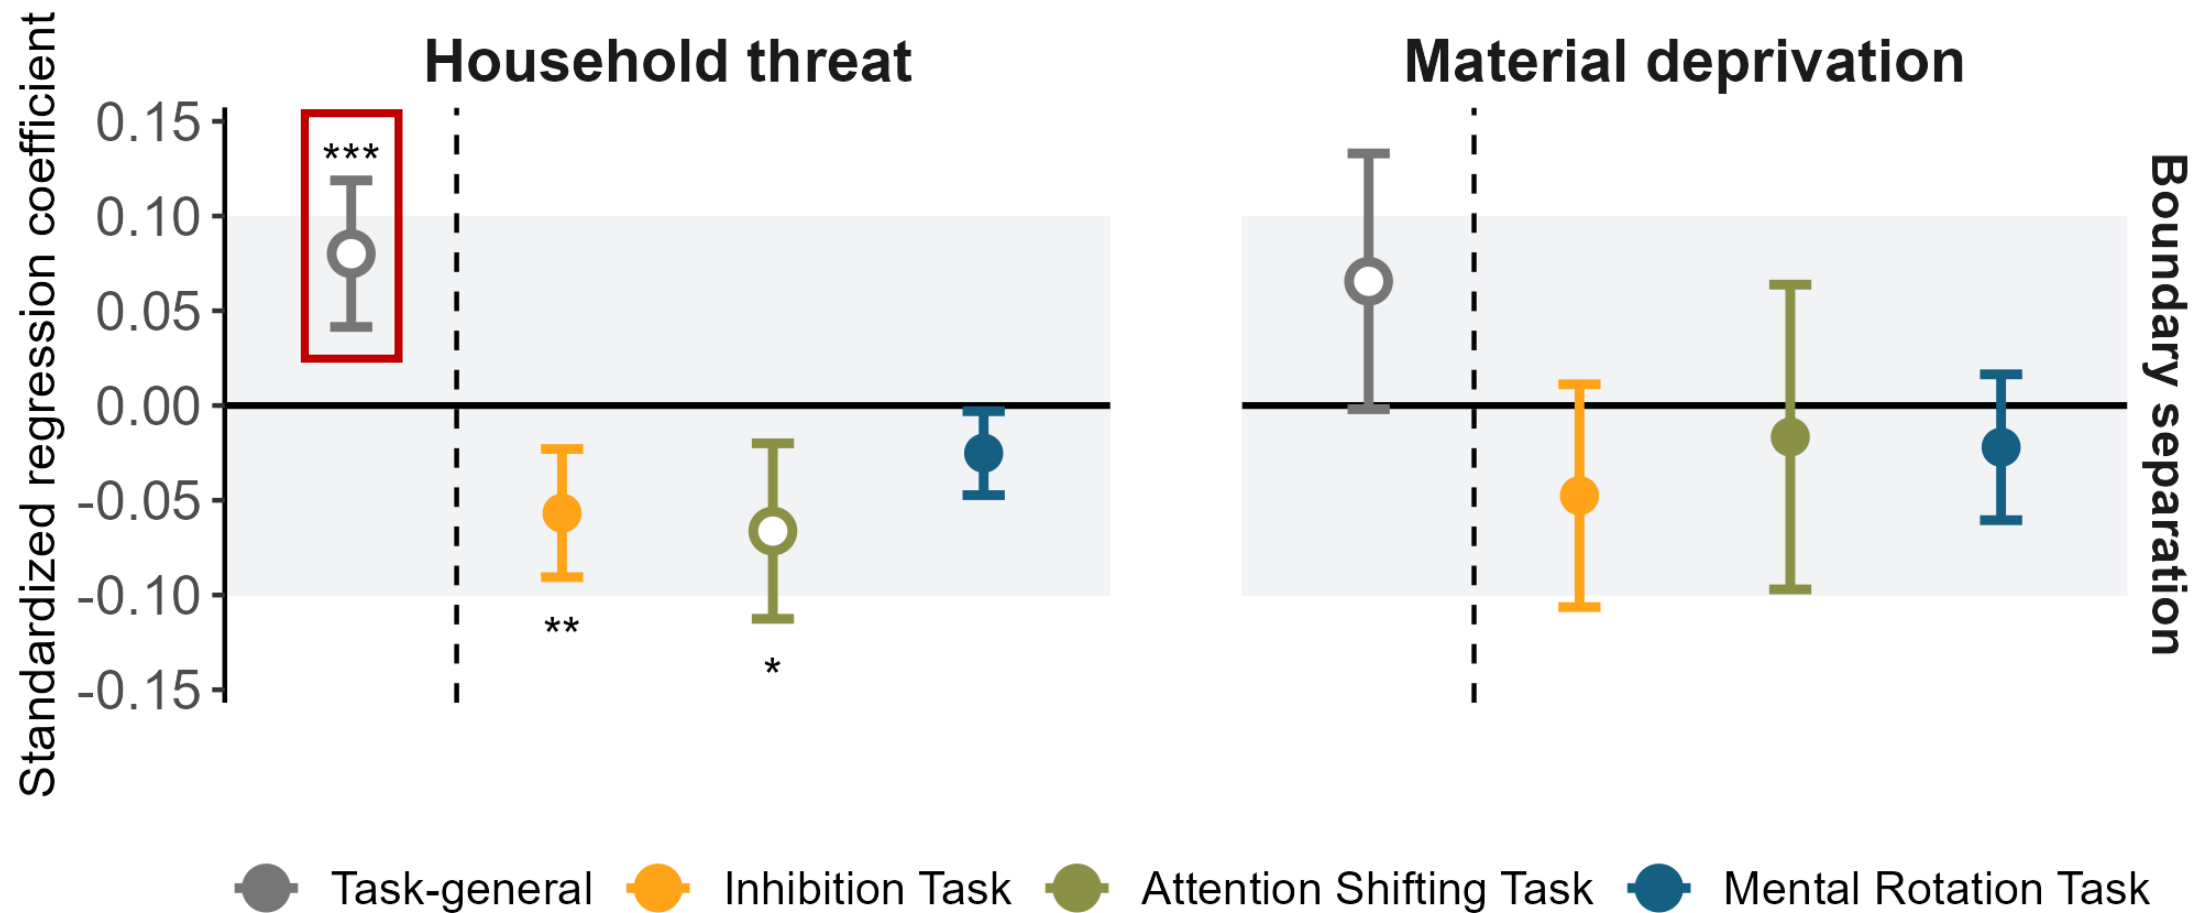 Household threat
Material deprivation
Standardized regression coefficient
0.15
0.10
0.05
0.00
-0.05
-0.10
-0.15
***
**
*
Boundary separation
Task-general
Inhibition Task
Attention Shifting Task
Mental Rotation Task